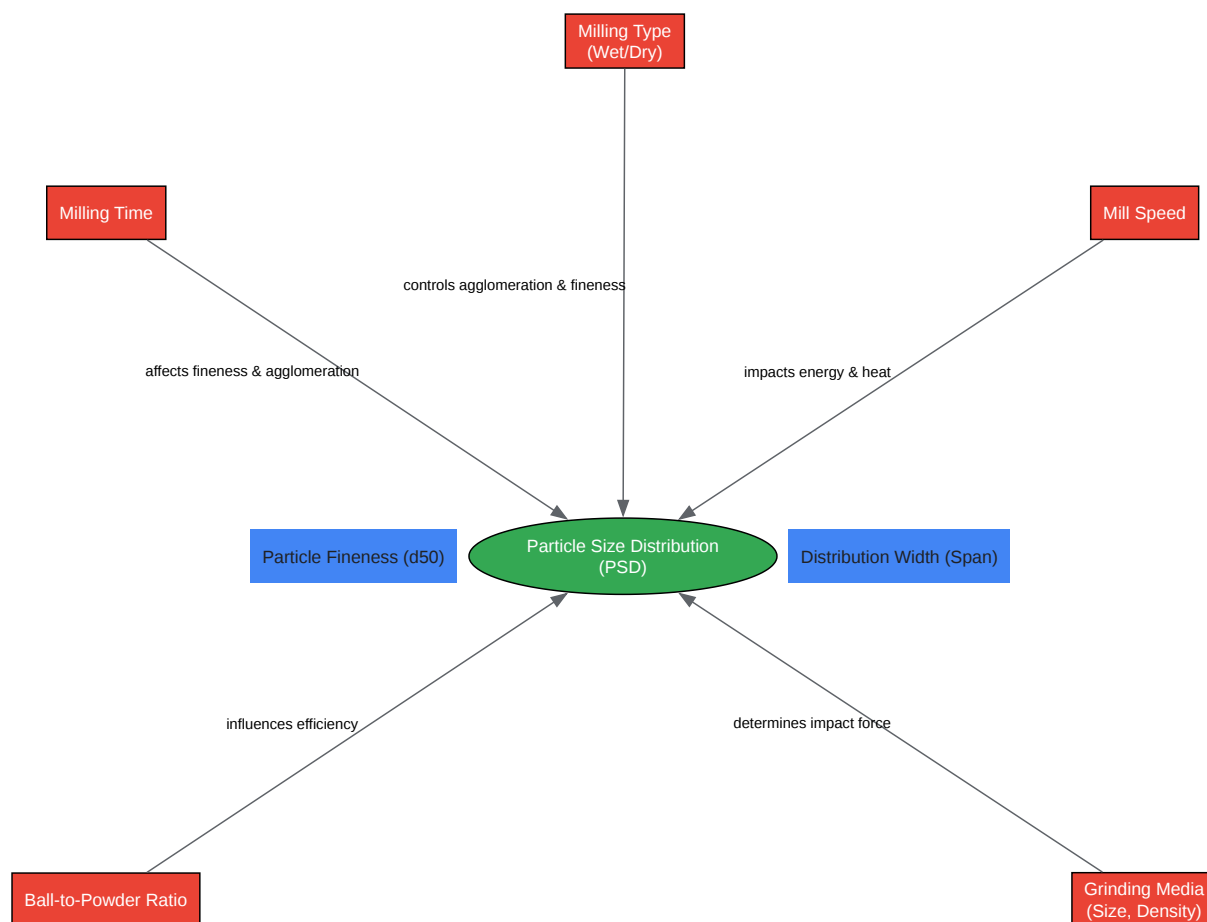 Milling Type
(Wet/Dry)
Milling Time
Mill Speed
controls agglomeration & fineness
affects fineness & agglomeration
impacts energy & heat
Particle Fineness (d50)
Particle Size Distribution
(PSD)
Distribution Width (Span)
influences efficiency
determines impact force
Ball-to-Powder Ratio
Grinding Media
(Size, Density)